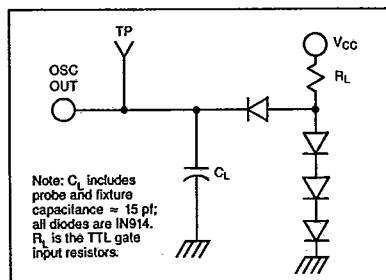 TP
OSC
OUT
VCC
RL
CL
Note: CL includes
probe and fixture
capacitance ≈ 15 pf;
all diodes are IN914.
RL is the TTL gate
input resistors.